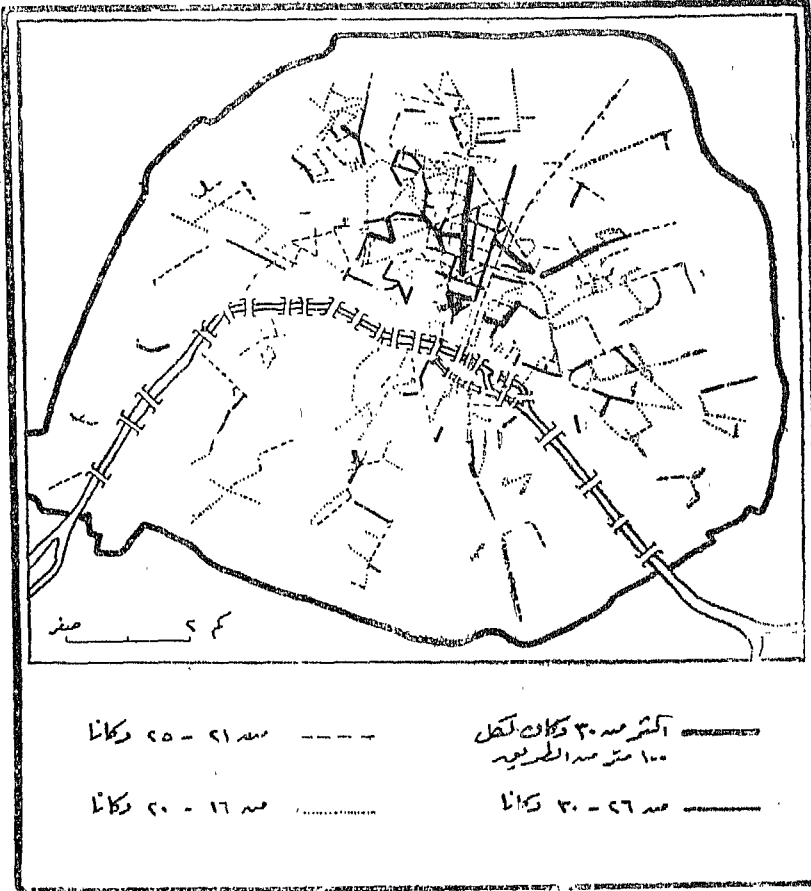 صفر ٢ كم
أكثر من ٣٠ دكان لكل
١٠٠ متر من الطريق
من ٢١ - ٢٥ دكانا
من ٢٦ - ٣٠ دكانا
من ١٦ - ٢٠ دكانا